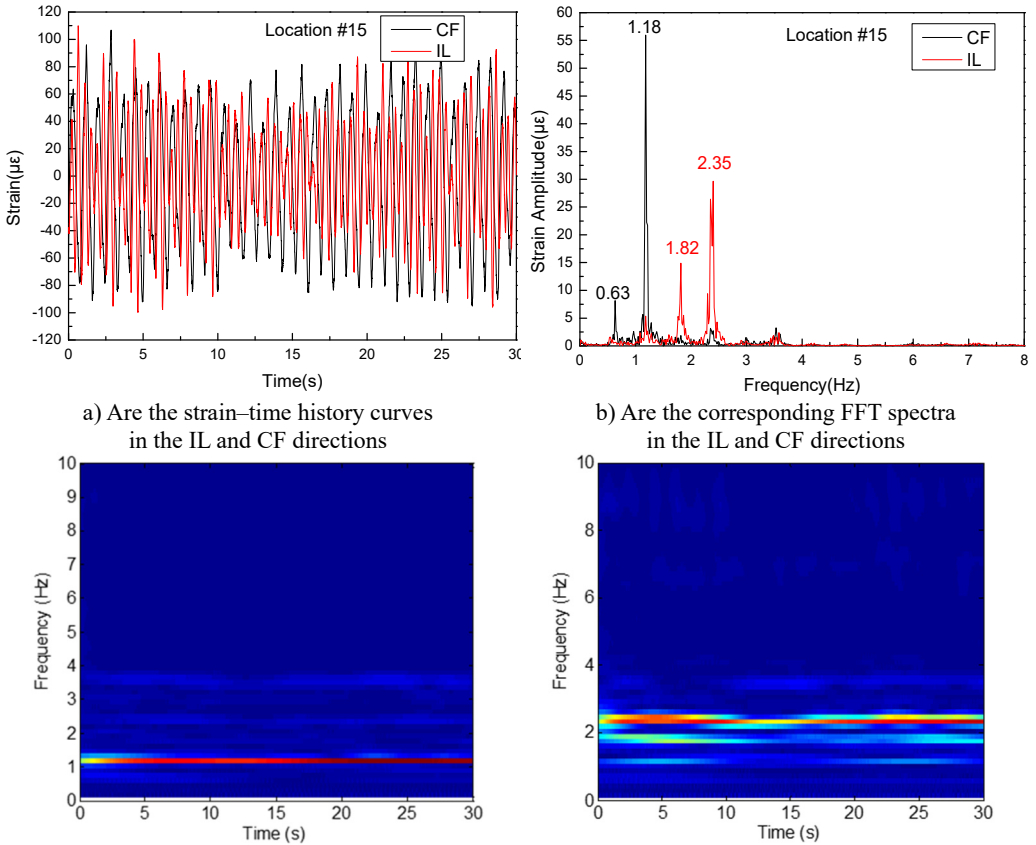 Location #15
CF
IL
Strain(µε)
120
100
80
60
40
20
0
-20
-40
-60
-80
-100
-120
0 5 10 15 20 25 30
Time(s)
a) Are the strain–time history curves
in the IL and CF directions
Location #15
CF
IL
1.18
2.35
1.82
0.63
Strain Amplitude(µε)
60
55
50
45
40
35
30
25
20
15
10
5
0
0 1 2 3 4 5 6 7 8
Frequency(Hz)
b) Are the corresponding FFT spectra
in the IL and CF directions
Frequency (Hz)
10
9
8
7
6
5
4
3
2
1
0
0 5 10 15 20 25 30
Time (s)
Frequency (Hz)
10
9
8
7
6
5
4
3
2
1
0
0 5 10 15 20 25 30
Time (s)